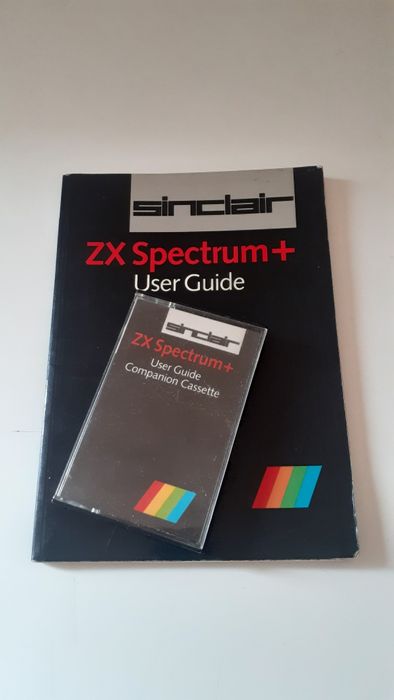 sinclair
ZX Spectrum+
User Guide
sinclair
ZX Spectrum+
User Guide
Companion Cassette